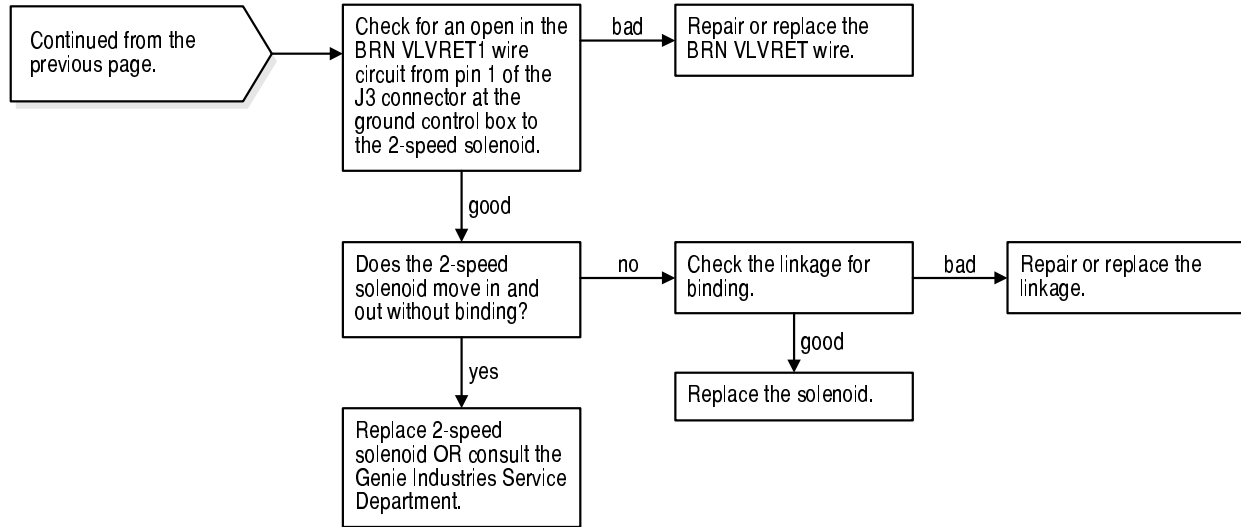 Continued from the
previous page.
Check for an open in the
BRN VLVRET1 wire
circuit from pin 1 of the
J3 connector at the
ground control box to
the 2-speed solenoid.
bad
Repair or replace the
BRN VLVRET wire.
good
Does the 2-speed
solenoid move in and
out without binding?
no
Check the linkage for
binding.
bad
Repair or replace the
linkage.
good
Replace the solenoid.
yes
Replace 2-speed
solenoid OR consult the
Genie Industries Service
Department.